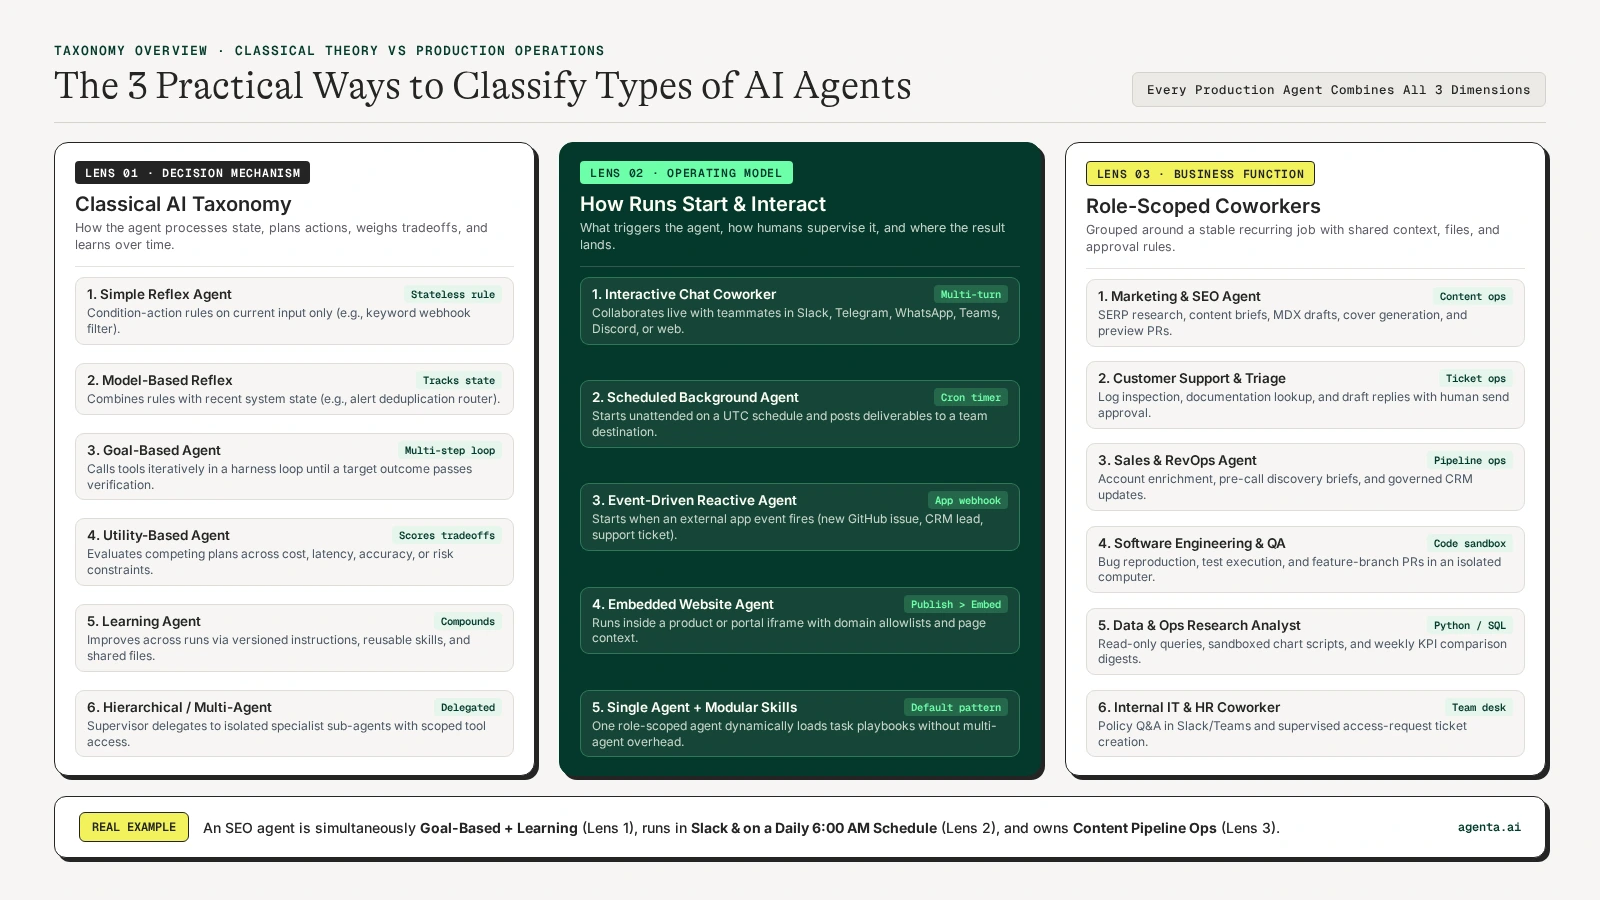 TAXONOMY OVERVIEW · CLASSICAL THEORY VS PRODUCTION OPERATIONS
The 3 Practical Ways to Classify Types of AI Agents
Every Production Agent Combines All 3 Dimensions
LENS 01 · DECISION MECHANISM
Classical AI Taxonomy
How the agent processes state, plans actions, weighs tradeoffs, and
learns over time.
1. Simple Reflex Agent
Stateless rule
Condition-action rules on current input only (e.g., keyword webhook
filter).
2. Model-Based Reflex
Tracks state
Combines rules with recent system state (e.g., alert deduplication router).
3. Goal-Based Agent
Multi-step loop
Calls tools iteratively in a harness loop until a target outcome passes
verification.
4. Utility-Based Agent
Scores tradeoffs
Evaluates competing plans across cost, latency, accuracy, or risk
constraints.
5. Learning Agent
Compounds
Improves across runs via versioned instructions, reusable skills, and
shared files.
6. Hierarchical / Multi-Agent
Delegated
Supervisor delegates to isolated specialist sub-agents with scoped tool
access.
LENS 02 · OPERATING MODEL
How Runs Start & Interact
What triggers the agent, how humans supervise it, and where the result
lands.
1. Interactive Chat Coworker
Multi-turn
Collaborates live with teammates in Slack, Telegram, WhatsApp, Teams,
Discord, or web.
2. Scheduled Background Agent
Cron timer
Starts unattended on a UTC schedule and posts deliverables to a team
destination.
3. Event-Driven Reactive Agent
App webhook
Starts when an external app event fires (new GitHub issue, CRM lead,
support ticket).
4. Embedded Website Agent
Publish > Embed
Runs inside a product or portal iframe with domain allowlists and page
context.
5. Single Agent + Modular Skills
Default pattern
One role-scoped agent dynamically loads task playbooks without multi-
agent overhead.
LENS 03 · BUSINESS FUNCTION
Role-Scoped Coworkers
Grouped around a stable recurring job with shared context, files, and
approval rules.
1. Marketing & SEO Agent
Content ops
SERP research, content briefs, MDX drafts, cover generation, and
preview PRs.
2. Customer Support & Triage
Ticket ops
Log inspection, documentation lookup, and draft replies with human send
approval.
3. Sales & RevOps Agent
Pipeline ops
Account enrichment, pre-call discovery briefs, and governed CRM
updates.
4. Software Engineering & QA
Code sandbox
Bug reproduction, test execution, and feature-branch PRs in an isolated
computer.
5. Data & Ops Research Analyst
Python / SQL
Read-only queries, sandboxed chart scripts, and weekly KPI comparison
digests.
6. Internal IT & HR Coworker
Team desk
Policy Q&A in Slack/Teams and supervised access-request ticket
creation.
REAL EXAMPLE
An SEO agent is simultaneously Goal-Based + Learning (Lens 1), runs in Slack & on a Daily 6:00 AM Schedule (Lens 2), and owns Content Pipeline Ops (Lens 3).
agenta.ai